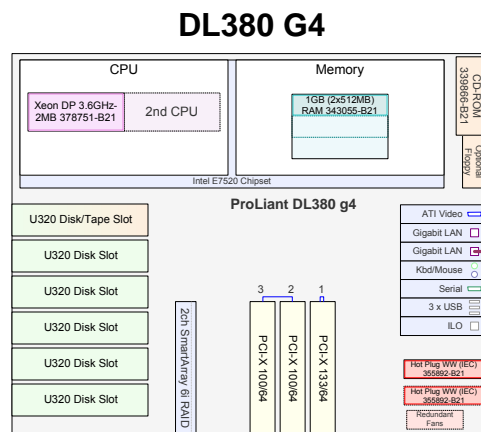 DL380 G4
CPU
Memory
Xeon DP 3.6GHz-
2MB 378751-B21
2nd CPU
1GB (2x512MB)
RAM 343055-B21
CD-ROM
339866-B21
Optional
Floppy
Intel E7520 Chipset
ProLiant DL380 g4
U320 Disk/Tape Slot
U320 Disk Slot
U320 Disk Slot
U320 Disk Slot
U320 Disk Slot
U320 Disk Slot
2ch SmartArray 6i RAID
3
2
1
PCI-X 100/64
PCI-X 100/64
PCI-X 133/64
ATI Video
Gigabit LAN
Gigabit LAN
Kbd/Mouse
Serial
3 x USB
ILO
Hot Plug WW (IEC)
355892-B21
Hot Plug WW (IEC)
355892-B21
Redundant
Fans